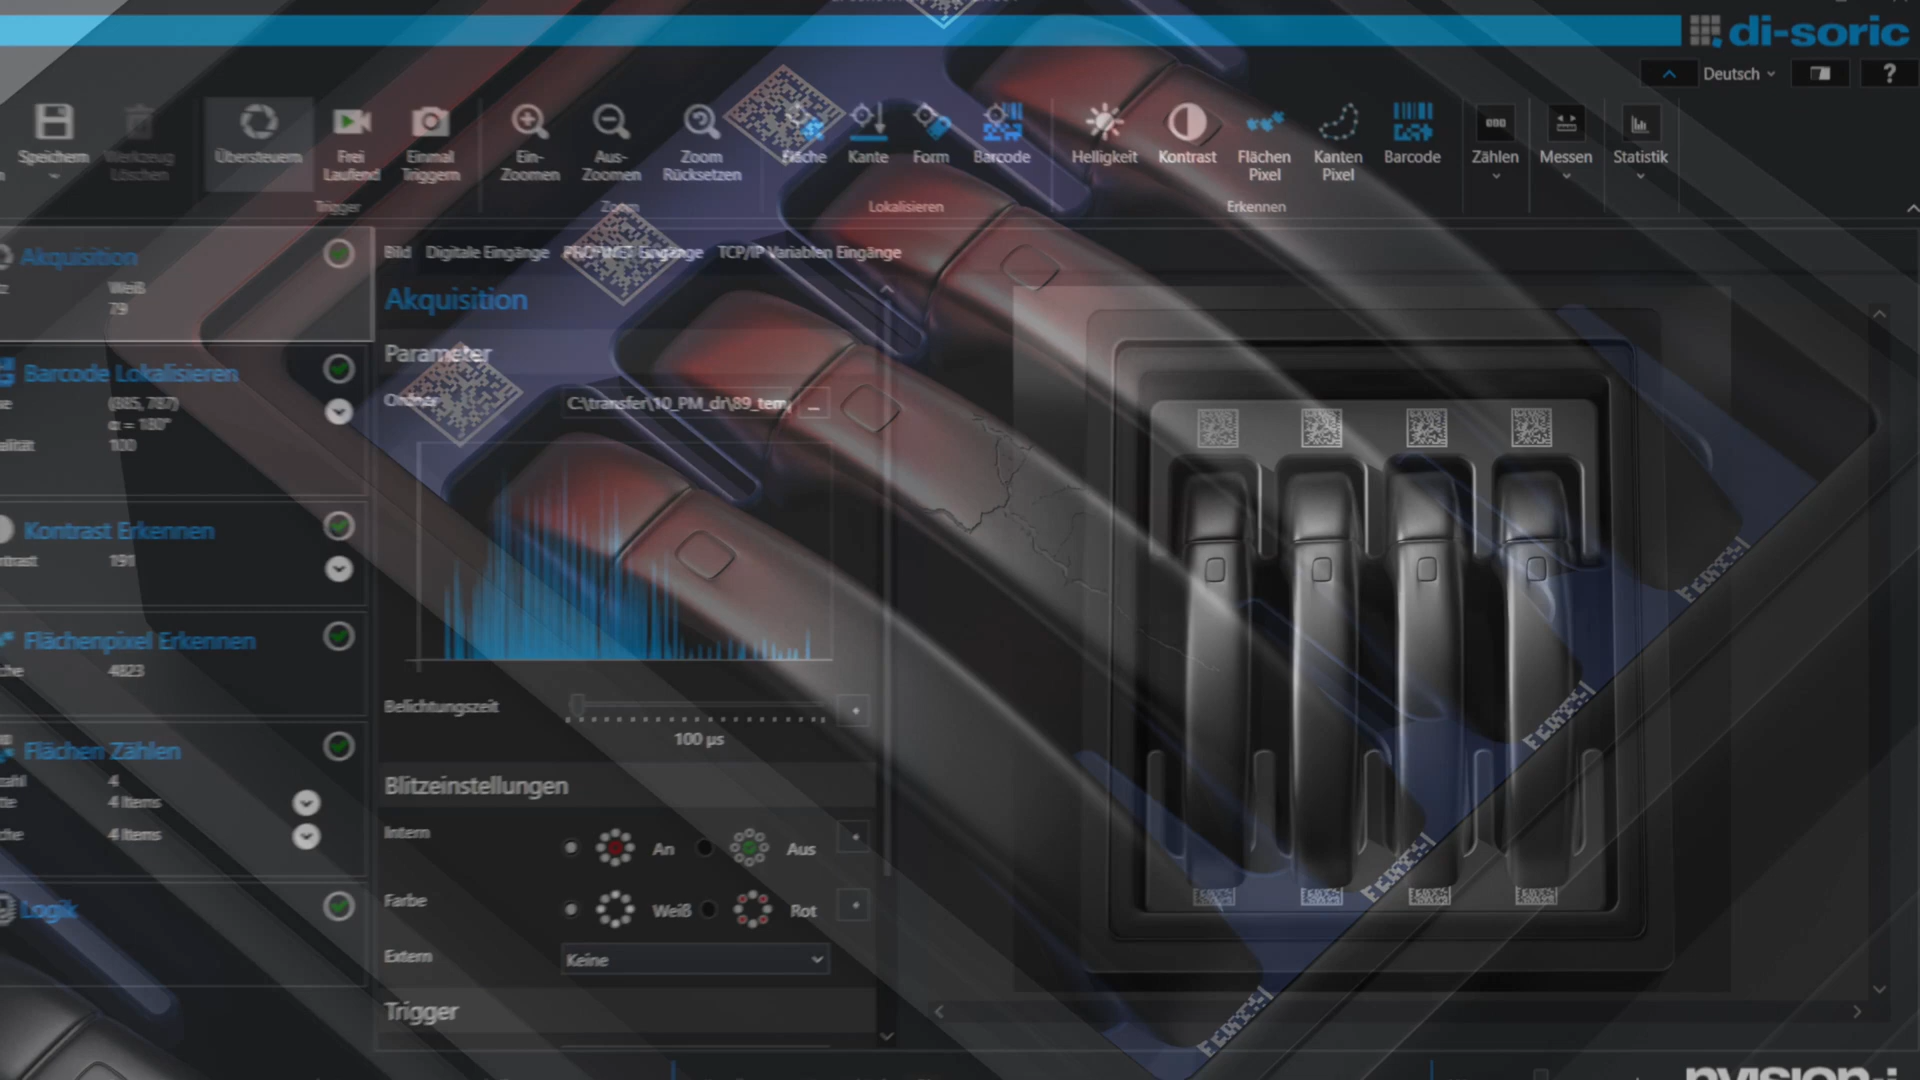 di-soric
Deutsch
?
Speichern
Werkzeug
Löschen
Übersteuern
Frei
Laufend
Einmal
Triggern
Trigger
Ein-
Zoomen
Aus-
Zoomen
Zoom
Rücksetzen
Zoom
Fläche
Kante
Form
Barcode
Lokalisieren
Helligkeit
Kontrast
Flächen
Pixel
Kanten
Pixel
Barcode
Erkennen
Zählen
Messen
Statistik
Akquisition
Weiß
79
Barcode Lokalisieren
(885, 787)
α = 180°
100
Kontrast Erkennen
191
Flächenpixel Erkennen
4823
Flächen Zählen
4
4 Items
4 Items
Logik
Bild Digitale Eingänge PROFINET Eingänge TCP/IP Variablen Eingänge
Akquisition
Parameter
Ordner C:\transfer\10_PM_dr\89_tem
Belichtungszeit
100 µs
Blitzeinstellungen
Intern An Aus
Farbe Weiß Rot
Extern Keine
Trigger
nvision-i